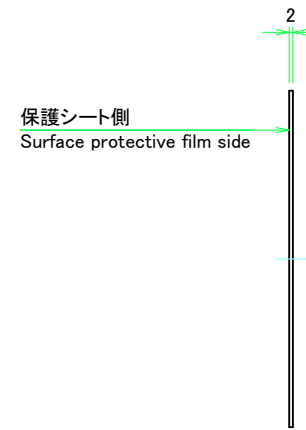 2
保護シート側
Surface protective film side